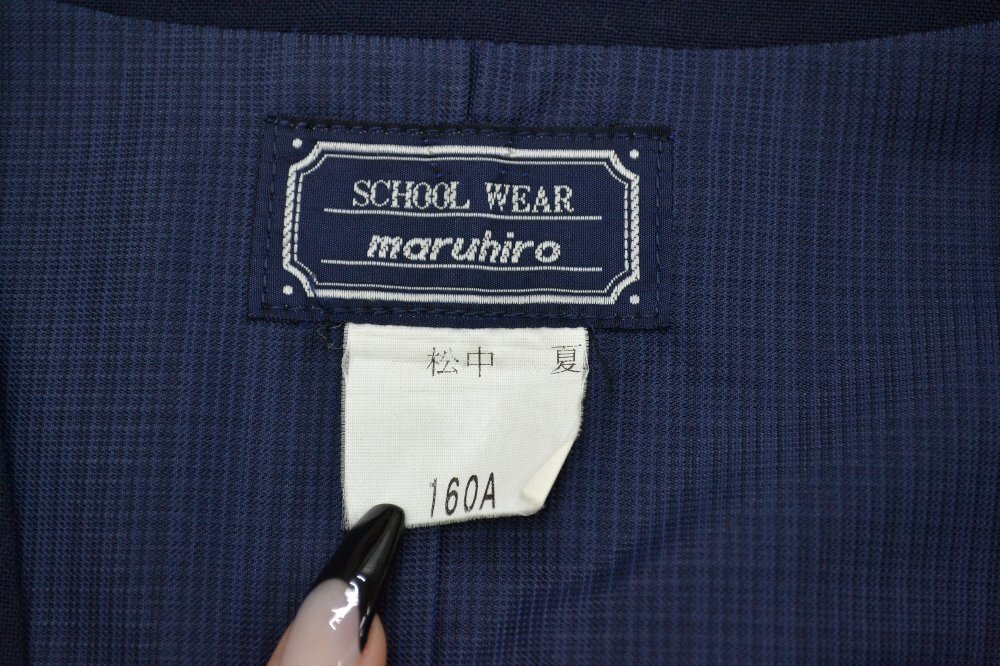 SCHOOL WEAR
maruhiro
松中 夏
160A